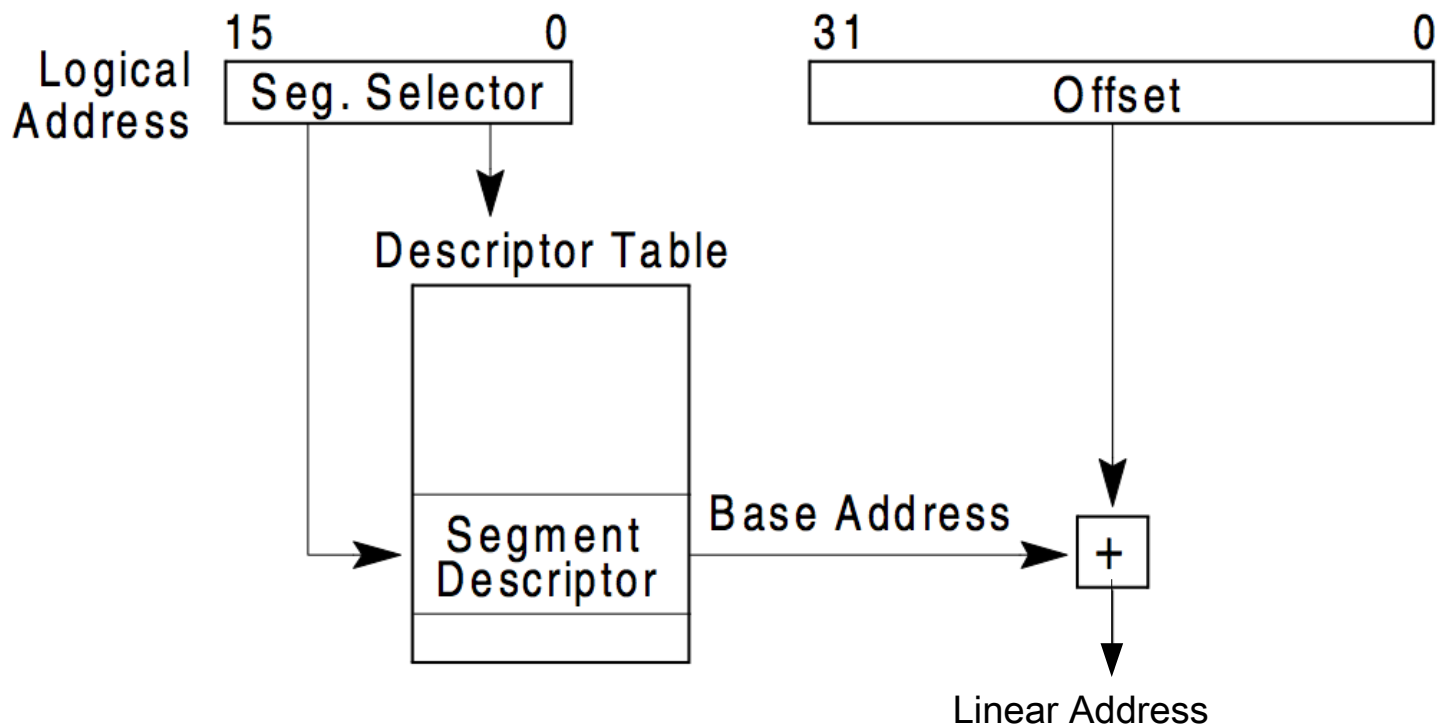 15 0 31 0
Logical
Address
Seg. Selector
Offset
Descriptor Table
Segment
Descriptor
Base Address
+
Linear Address